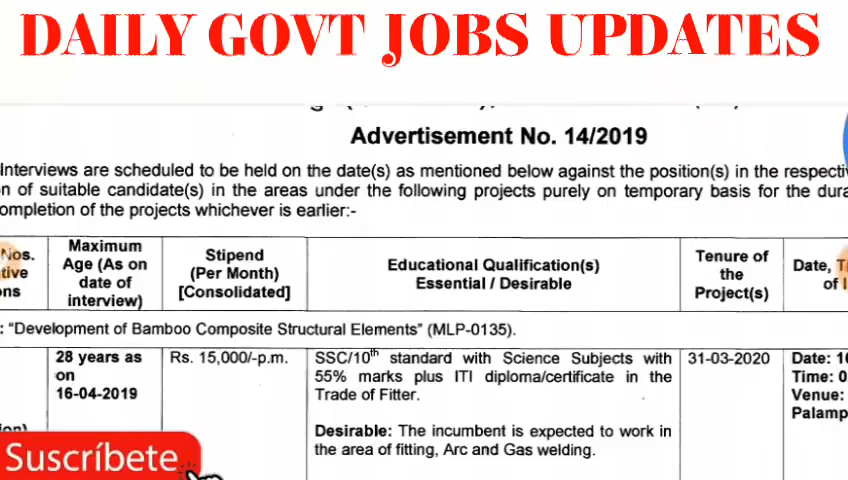 DAILY GOVT JOBS UPDATES
Advertisement No. 14/2019
Interviews are scheduled to be held on the date(s) as mentioned below against the position(s) in the respecti
n of suitable candidate(s) in the areas under the following projects purely on temporary basis for the dura
ompletion of the projects whichever is earlier:-
Nos.
tive
ons
Maximum
Age (As on
date of
interview)
Stipend
(Per Month)
[Consolidated]
Educational Qualification(s)
Essential / Desirable
Tenure of
the
Project(s)
Date, T
of I
: "Development of Bamboo Composite Structural Elements" (MLP-0135).
28 years as
on
16-04-2019
Rs. 15,000/-p.m.
SSC/10th standard with Science Subjects with
55% marks plus ITI diploma/certificate in the
Trade of Fitter.
Desirable: The incumbent is expected to work in
the area of fitting, Arc and Gas welding.
31-03-2020
Date: 1
Time: 0
Venue:
Palamp
Suscríbete